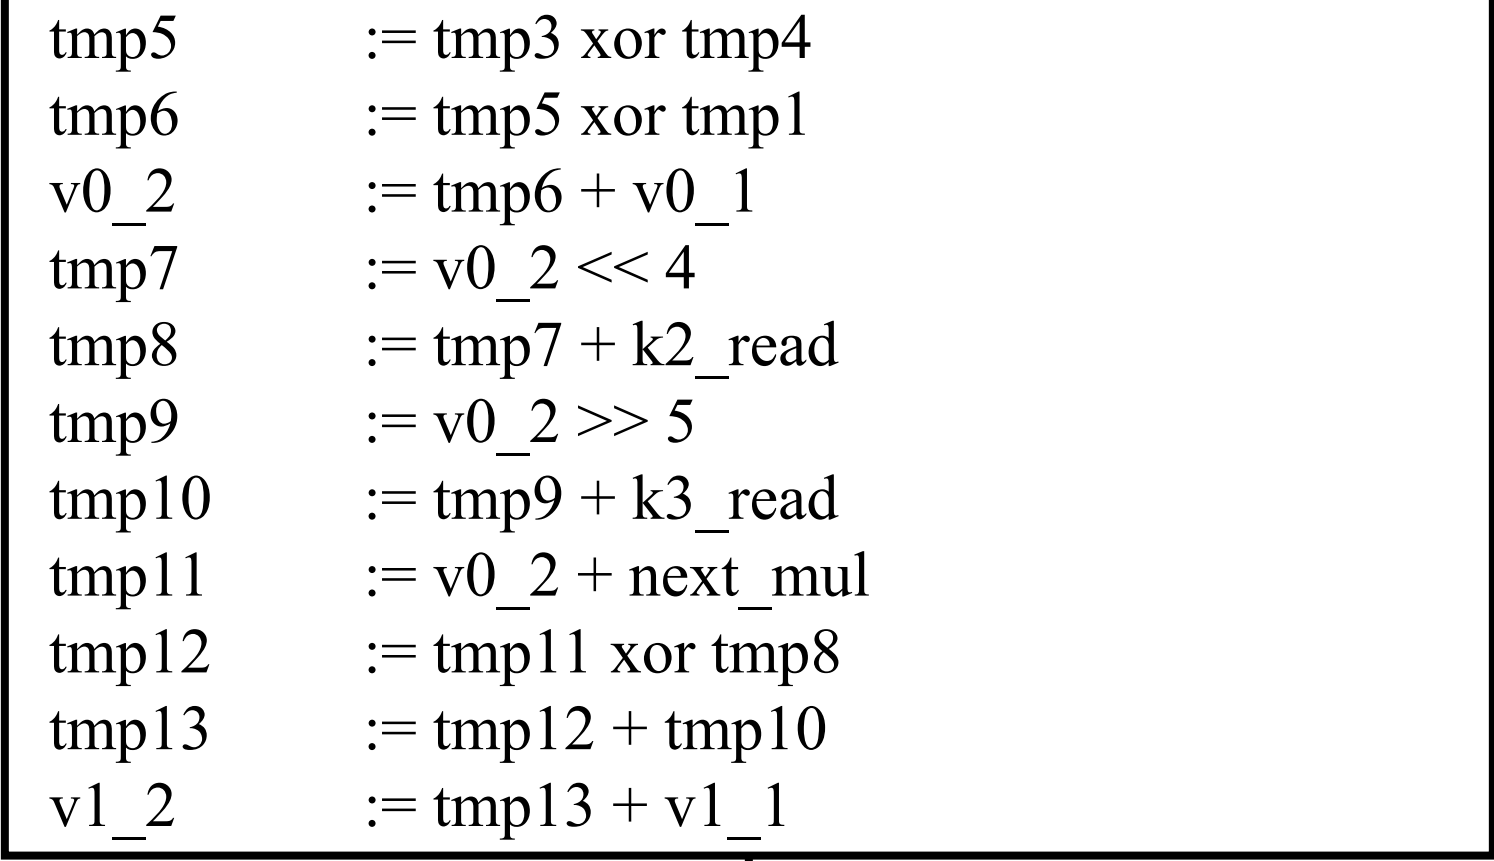 tmp5 := tmp3 xor tmp4
tmp6 := tmp5 xor tmp1
v0_2 := tmp6 + v0_1
tmp7 := v0_2 << 4
tmp8 := tmp7 + k2_read
tmp9 := v0_2 >> 5
tmp10 := tmp9 + k3_read
tmp11 := v0_2 + next_mul
tmp12 := tmp11 xor tmp8
tmp13 := tmp12 + tmp10
v1_2 := tmp13 + v1_1